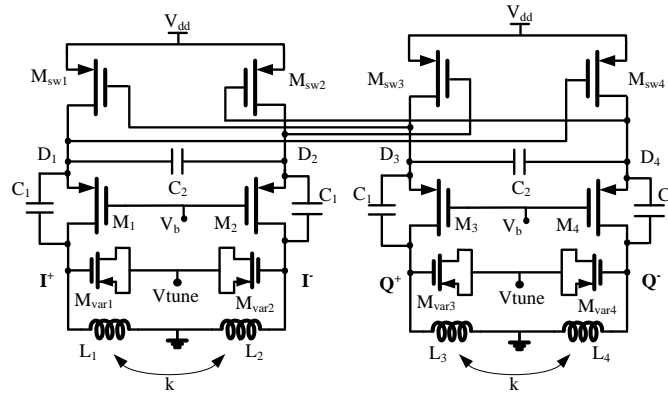 Vdd Vdd
Msw1 Msw2 Msw3 Msw4
D1 D2 D3 D4
C1 C2 C1 C1 C2 C
M1 M2 M3 M4
Vb Vb
I+ I- Q+ Q-
Mvar1 Vtune Mvar2 Mvar3 Vtune Mvar4
L1 L2 L3 L4
k k